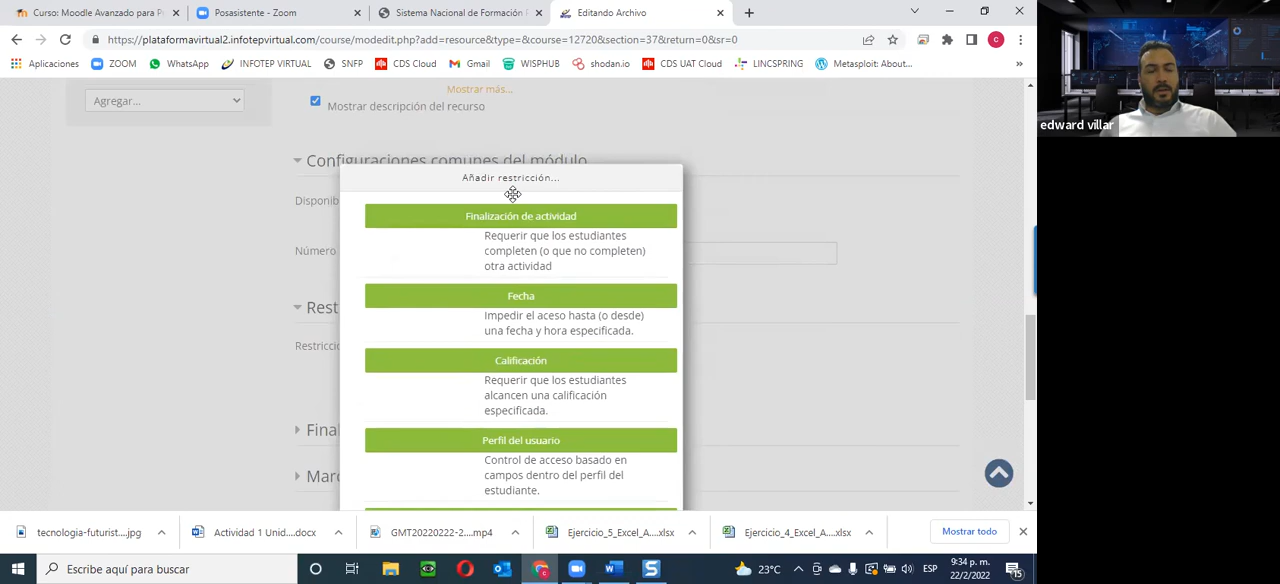 Curso: Moodle Avanzado para P
Posasistente - Zoom
Sistema Nacional de Formación
Editando Archivo
https://plataformavirtual2.infotepvirtual.com/course/modedit.php?add=resource&type=&course=12720&section=37&return=0&sr=0
Aplicaciones
ZOOM
WhatsApp
INFOTEP VIRTUAL
SNFP
CDS Cloud
Gmail
WISPHUB
shodan.io
CDS UAT Cloud
LINCSPRING
Metasploit: About...
Agregar...
Mostrar más...
Mostrar descripción del recurso
Configuraciones comunes del módulo
Disponib
Número
Rest
Restricció
Final
Marc
Añadir restricción...
Finalización de actividad
Requerir que los estudiantes
completen (o que no completen)
otra actividad
Fecha
Impedir el aceso hasta (o desde)
una fecha y hora especificada.
Calificación
Requerir que los estudiantes
alcancen una calificación
especificada.
Perfil del usuario
Control de acceso basado en
campos dentro del perfil del
estudiante.
edward villar
tecnologia-futurist....jpg
Actividad 1 Unid....docx
GMT20220222-2....mp4
Ejercicio_5_Excel_A....xlsx
Ejercicio_4_Excel_A....xlsx
Mostrar todo
Escribe aquí para buscar
23°C
ESP
9:34 p. m.
22/2/2022
15